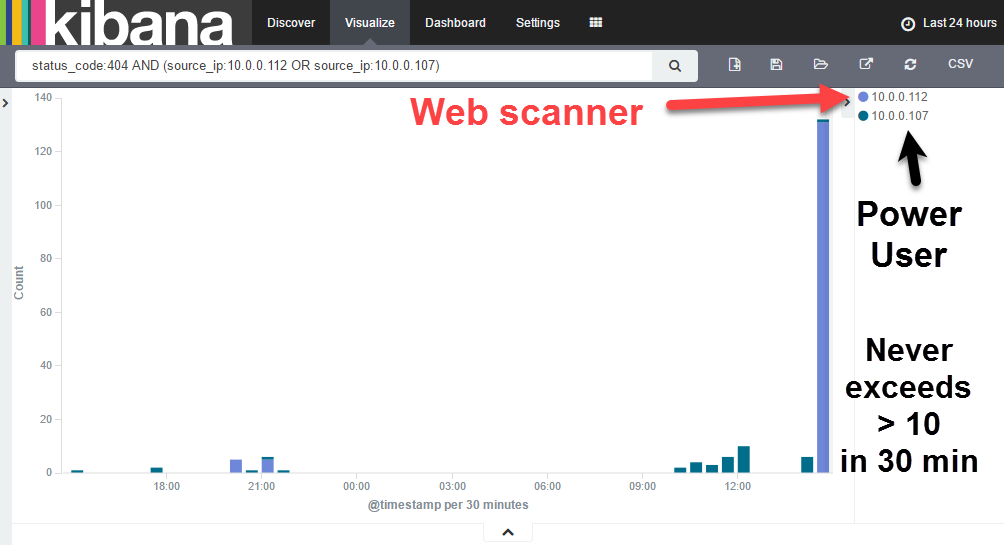 kibana
Discover
Visualize
Dashboard
Settings
Last 24 hours
status_code:404 AND (source_ip:10.0.0.112 OR source_ip:10.0.0.107)
CSV
Web scanner
10.0.0.112
10.0.0.107
Power
User
Never
exceeds
> 10
in 30 min
140
120
100
80
60
40
20
0
Count
18:00
21:00
00:00
03:00
06:00
09:00
12:00
@timestamp per 30 minutes